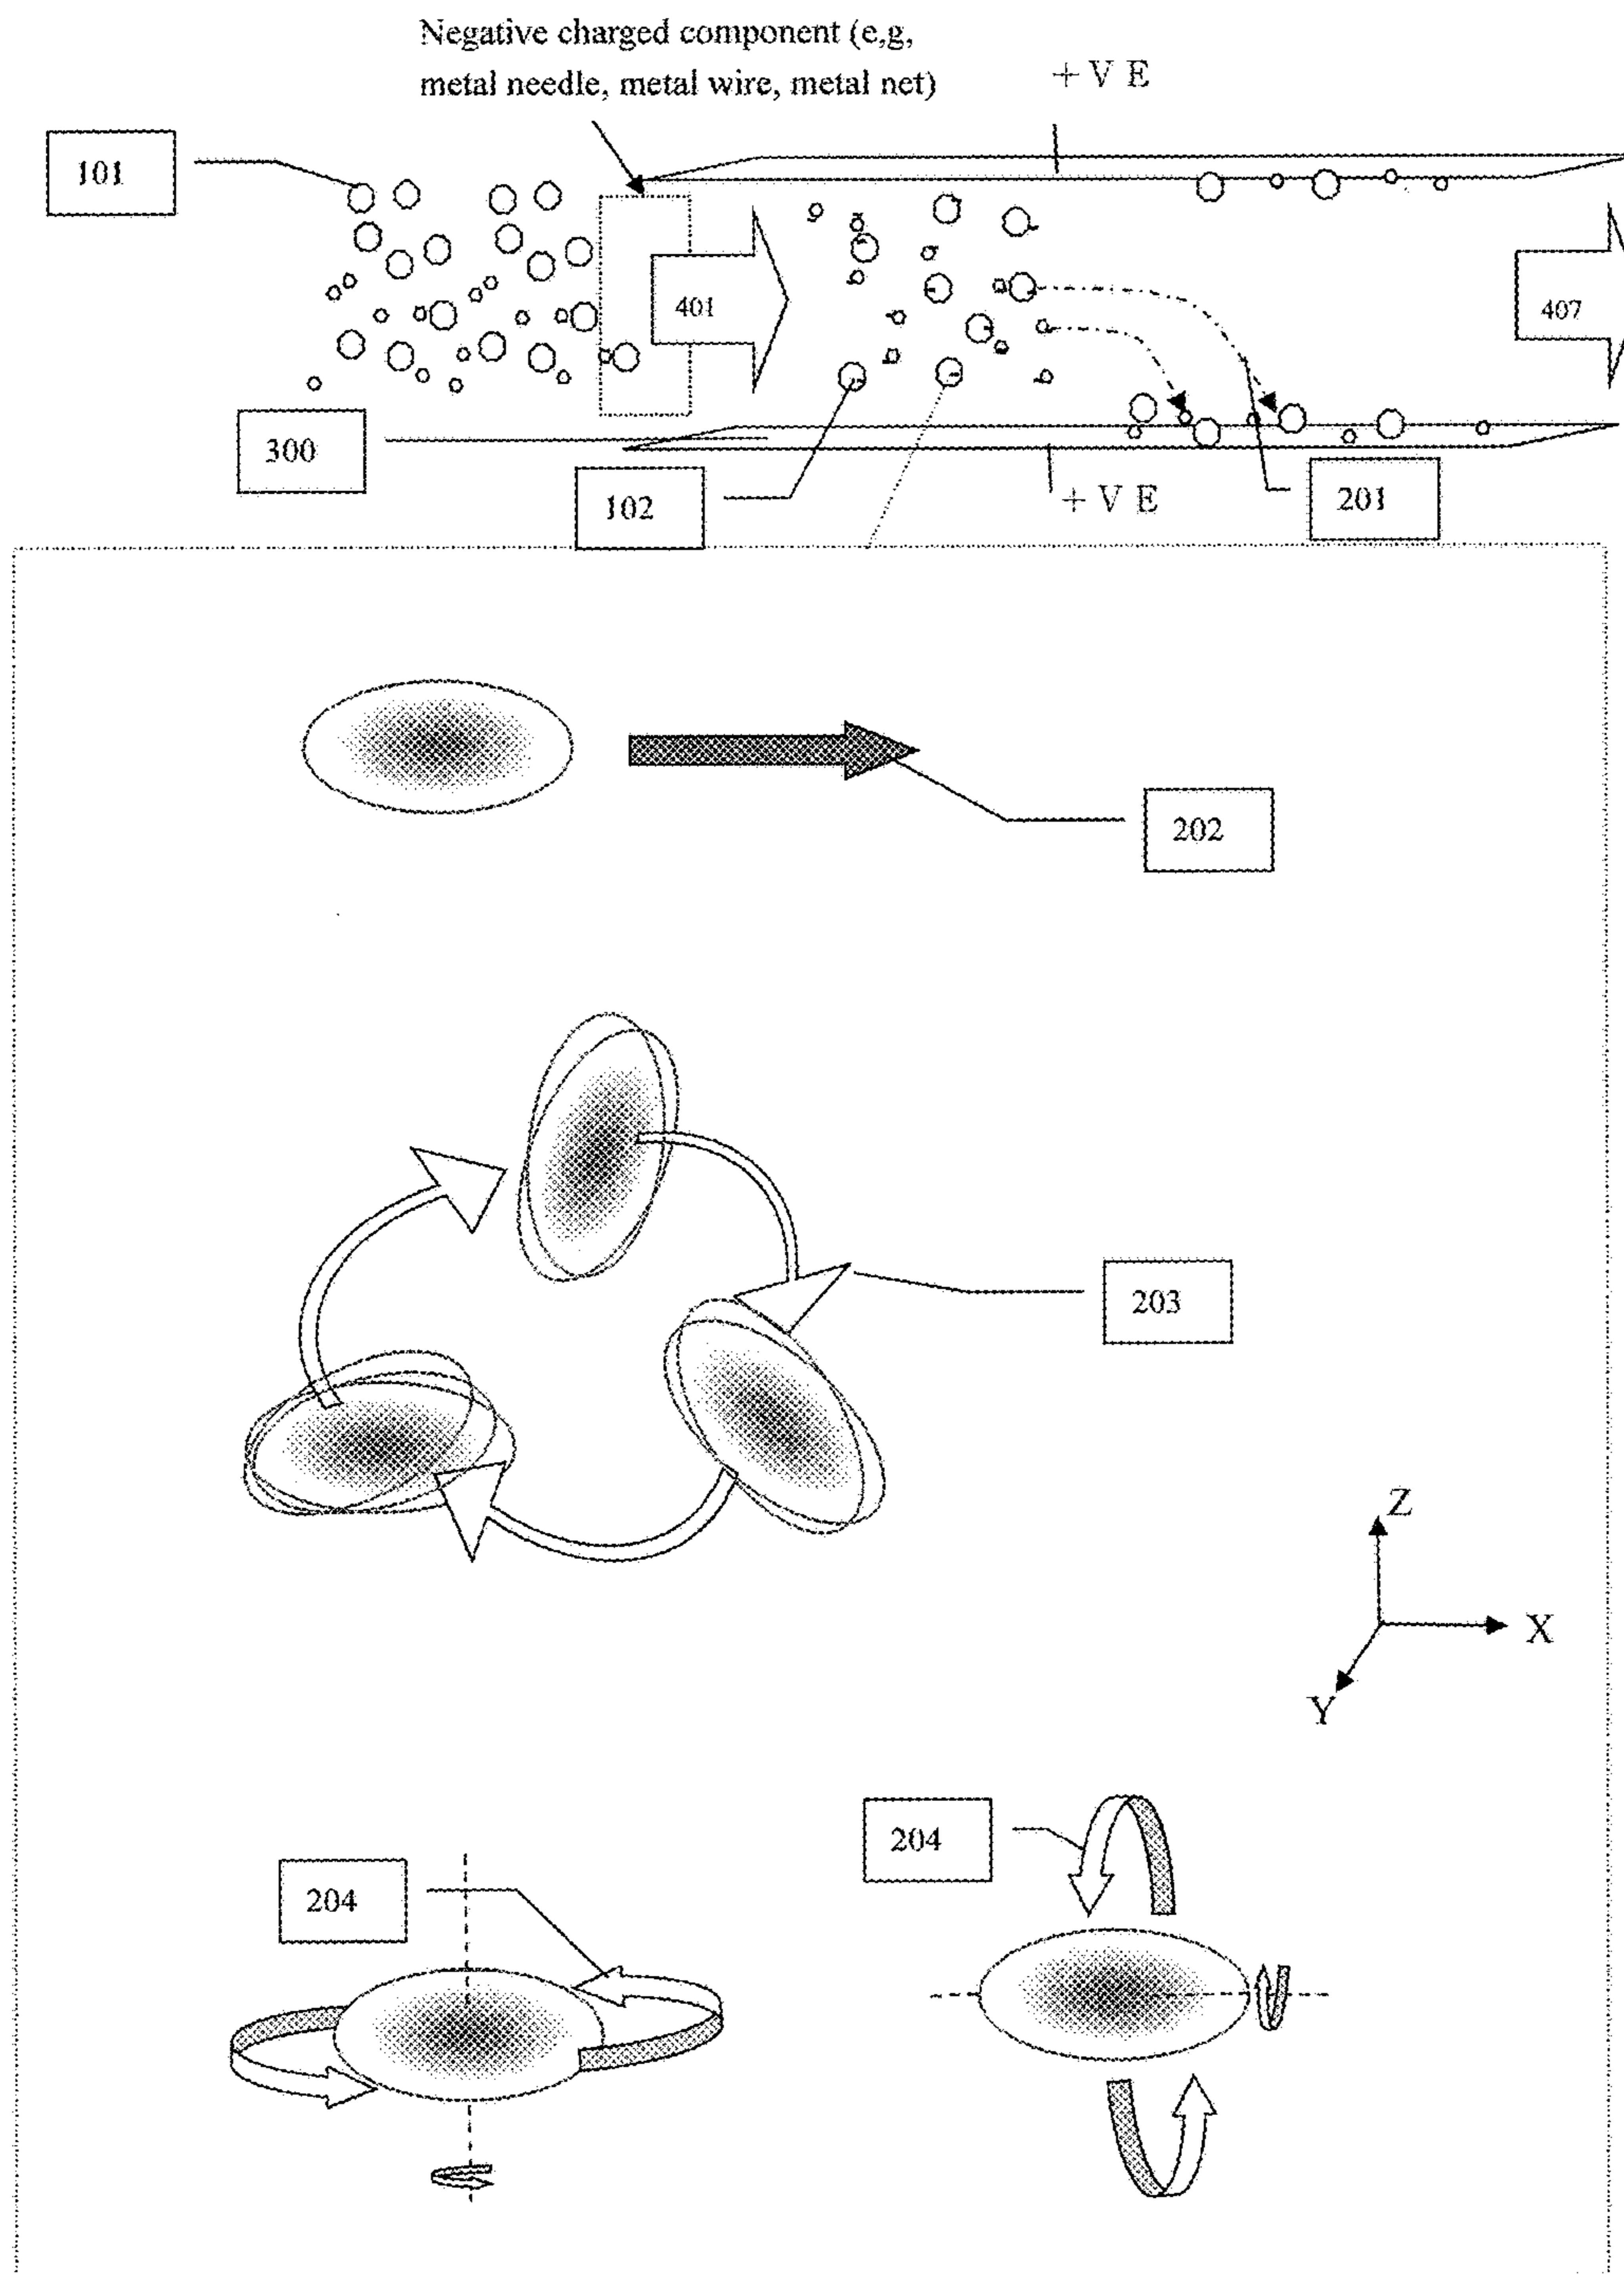 Negative charged component (e,g,
metal needle, metal wire, metal net)
+ V E
101
401
407
300
102
+ V E
201
202
203
Z
X
Y
204
204